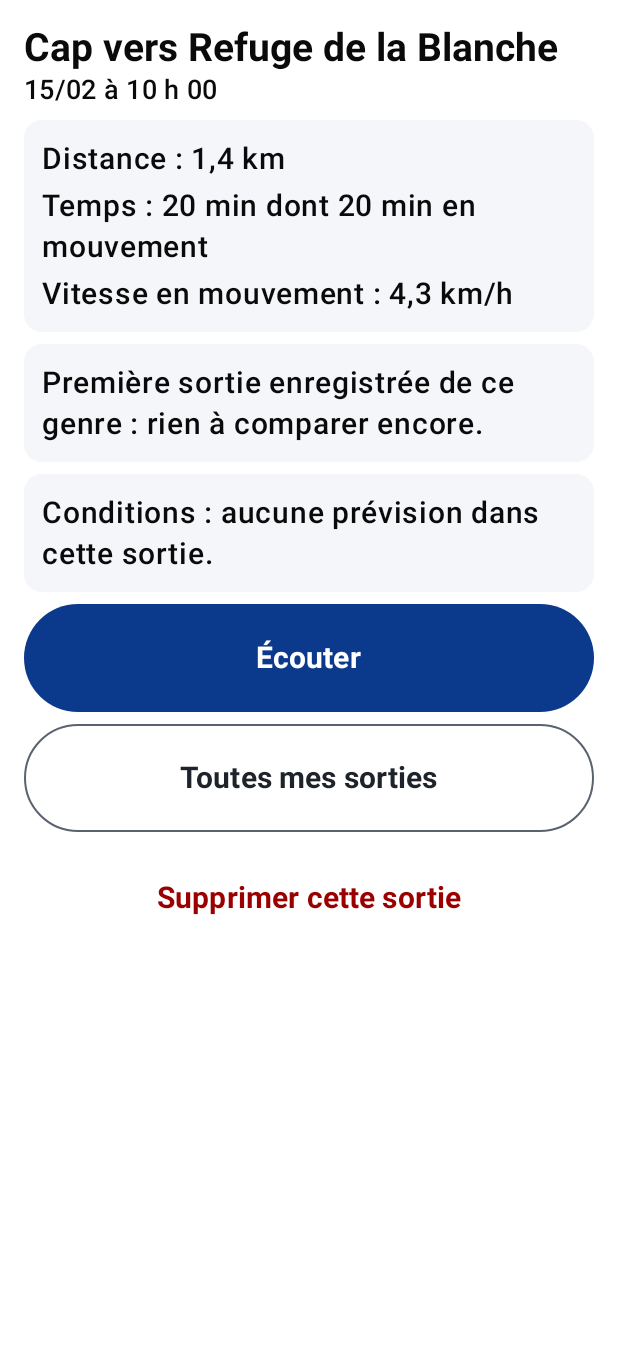 Cap vers Refuge de la Blanche
15/02 à 10 h 00
Distance : 1,4 km
Temps : 20 min dont 20 min en
mouvement
Vitesse en mouvement : 4,3 km/h
Première sortie enregistrée de ce
genre : rien à comparer encore.
Conditions : aucune prévision dans
cette sortie.
Écouter
Toutes mes sorties
Supprimer cette sortie